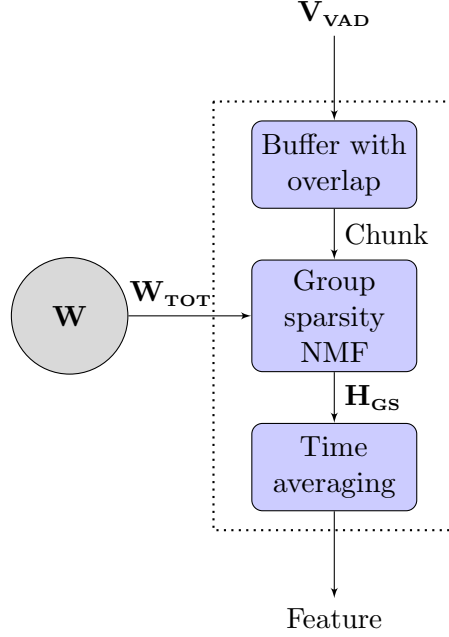 V_VAD
Buffer with
overlap
Chunk
W
W_TOT
Group
sparsity
NMF
H_GS
Time
averaging
Feature